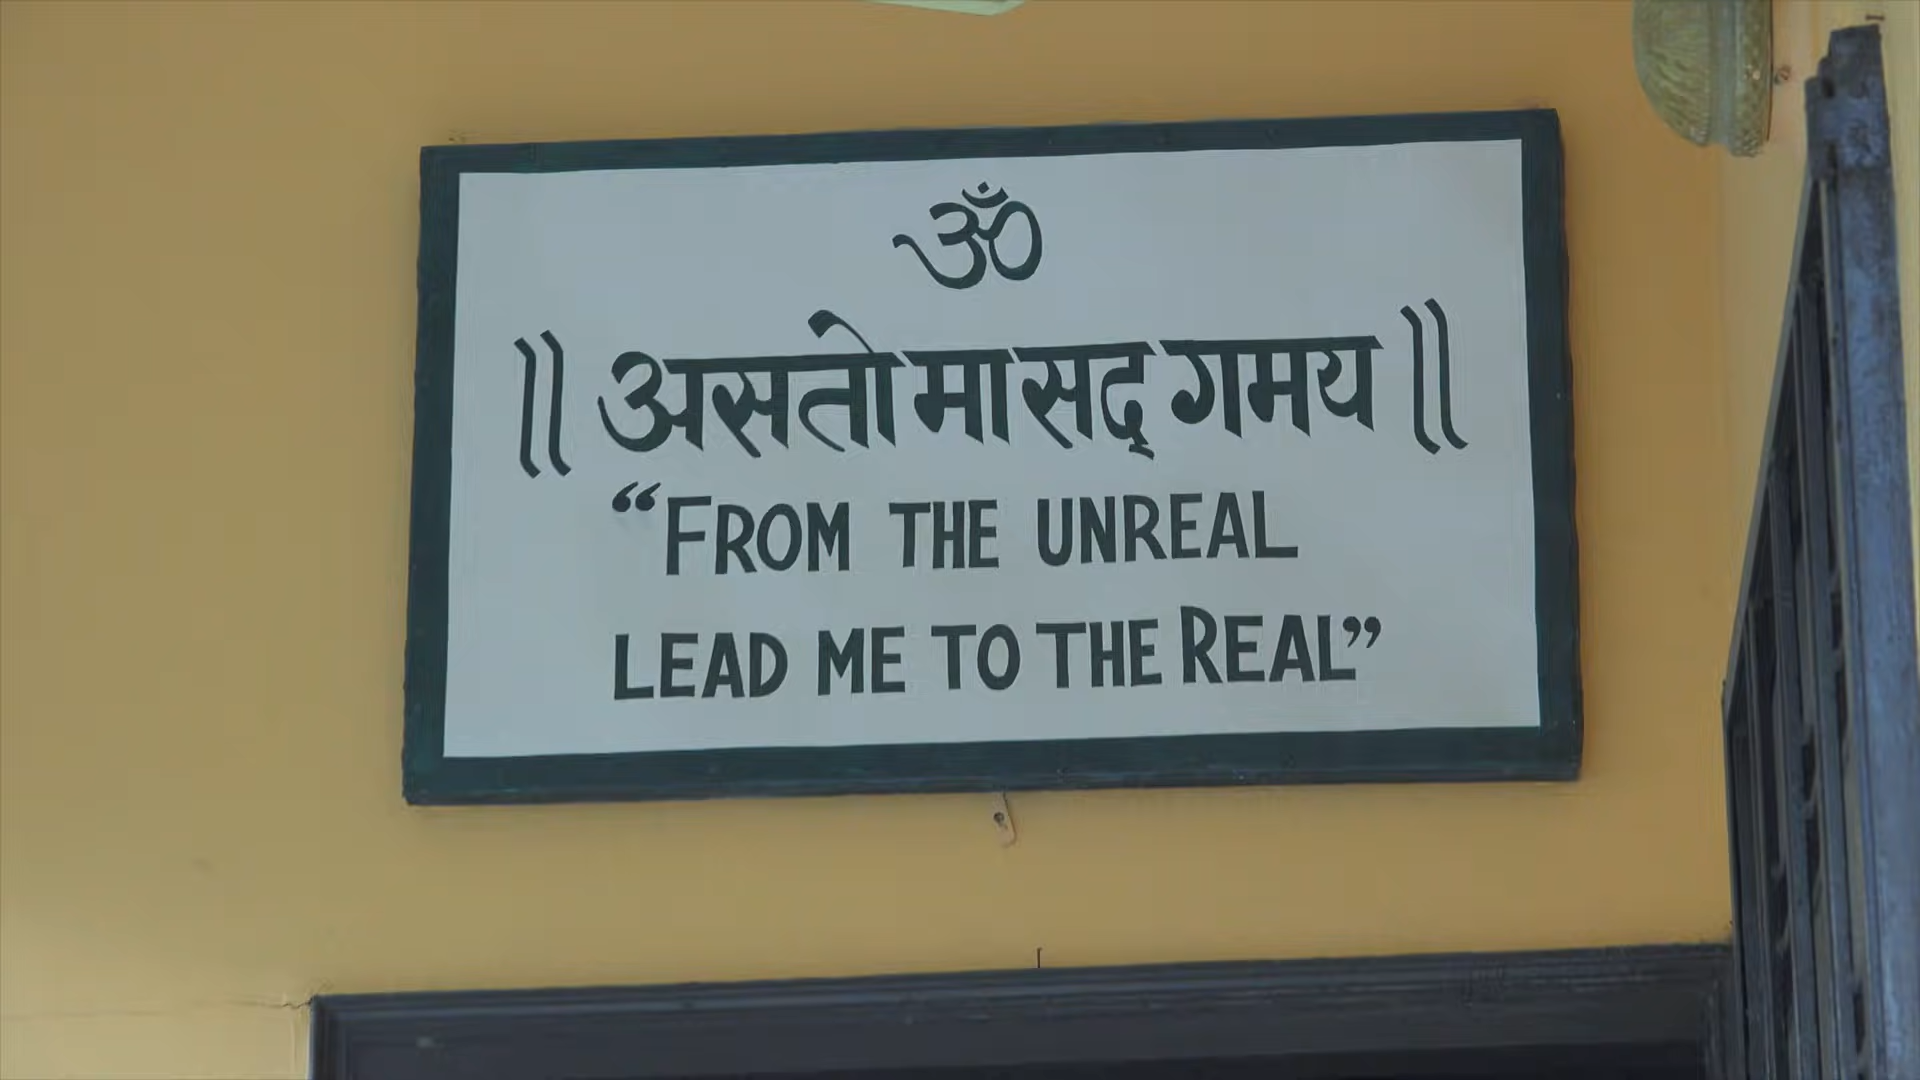 ॐ
॥ असतो मा सद् गमय ॥
“FROM THE UNREAL
LEAD ME TO THE REAL”